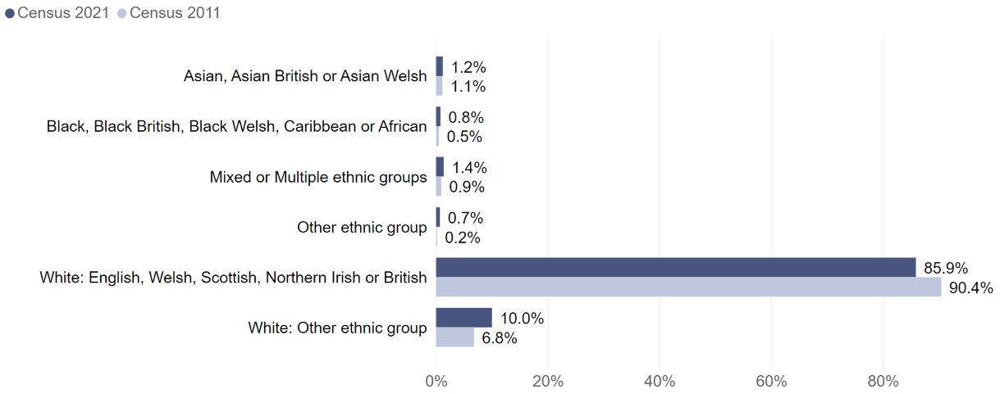 Census 2021 Census 2011
Asian, Asian British or Asian Welsh
1.2%
1.1%
Black, Black British, Black Welsh, Caribbean or African
0.8%
0.5%
Mixed or Multiple ethnic groups
1.4%
0.9%
Other ethnic group
0.7%
0.2%
White: English, Welsh, Scottish, Northern Irish or British
85.9%
90.4%
White: Other ethnic group
10.0%
6.8%
0% 20% 40% 60% 80%